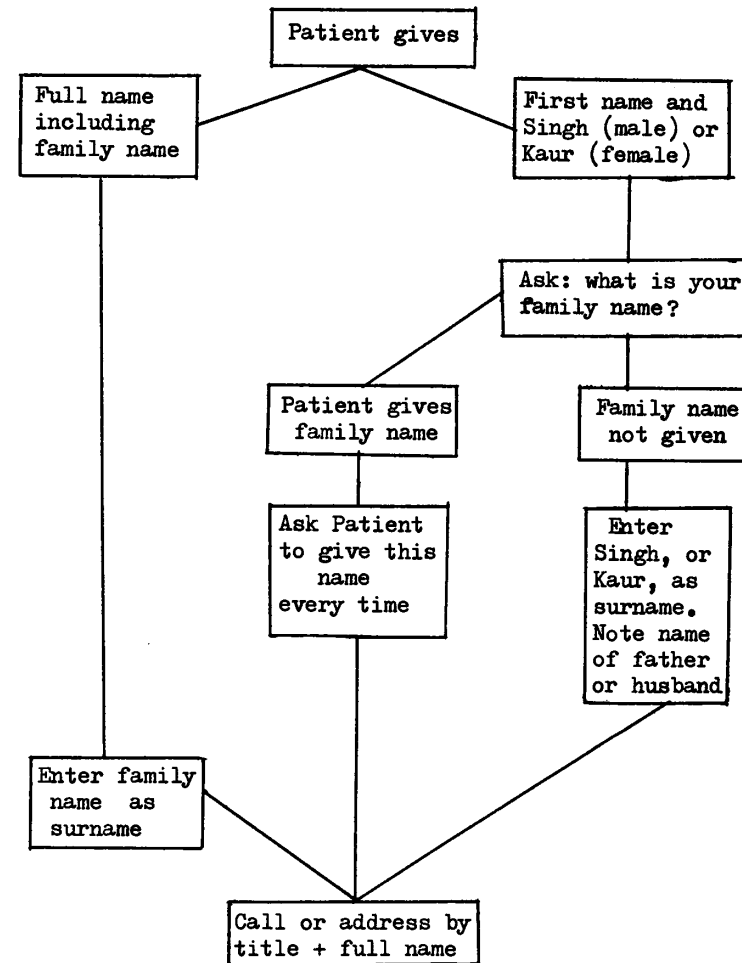 Patient gives
Full name
including
family name
First name and
Singh (male) or
Kaur (female)
Ask: what is your
family name?
Patient gives
family name
Family name
not given
Ask Patient
to give this
name
every time
Enter
Singh, or
Kaur, as
surname.
Note name
of father
or husband
Enter family
name as
surname
Call or address by
title + full name